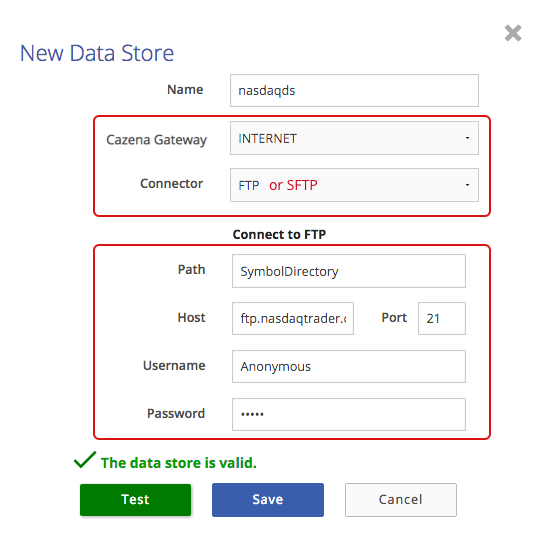 New Data Store
Name nasdaqds
Cazena Gateway INTERNET
Connector FTP or SFTP
Connect to FTP
Path SymbolDirectory
Host ftp.nasdaqtrader. Port 21
Username Anonymous
Password •••••
The data store is valid.
Test Save Cancel